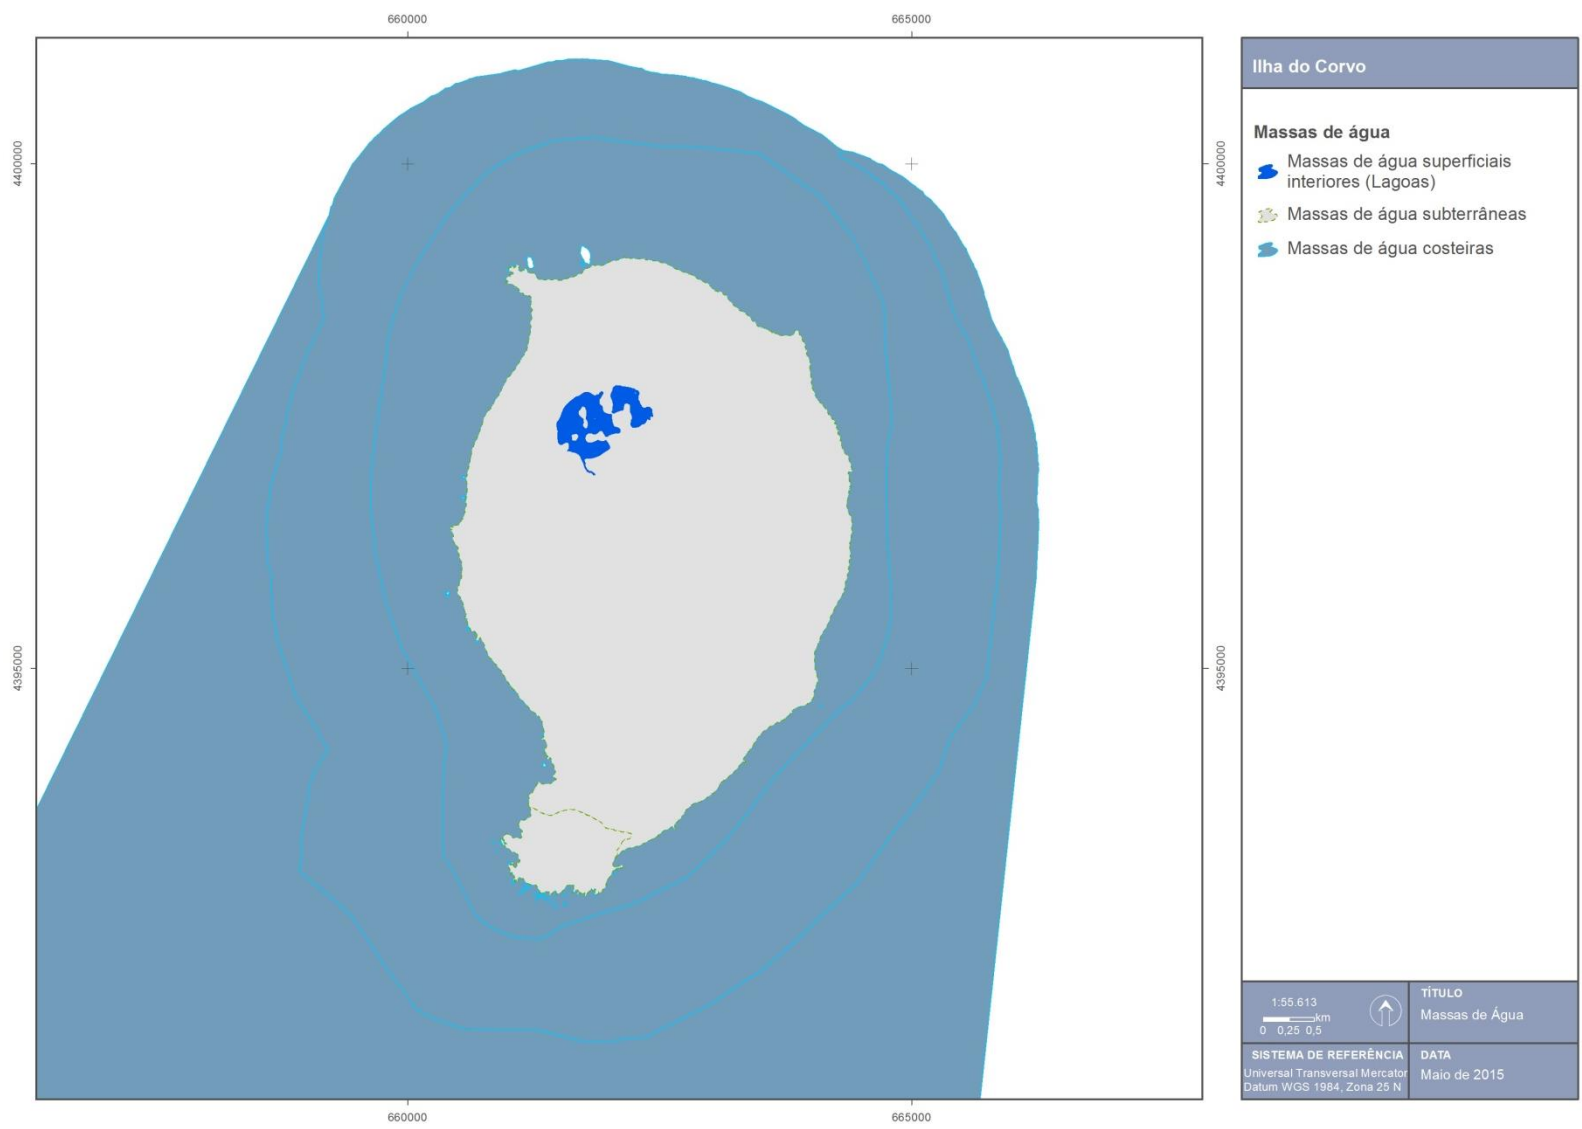 660000
665000
4400000
4400000
4395000
4395000
660000
665000
Ilha do Corvo
Massas de água
Massas de água superficiais
interiores (Lagoas)
Massas de água subterrâneas
Massas de água costeiras
1:55.613
km
0 0,25 0,5
TÍTULO
Massas de Água
SISTEMA DE REFERÊNCIA
Universal Transversal Mercator
Datum WGS 1984, Zona 25 N
DATA
Maio de 2015